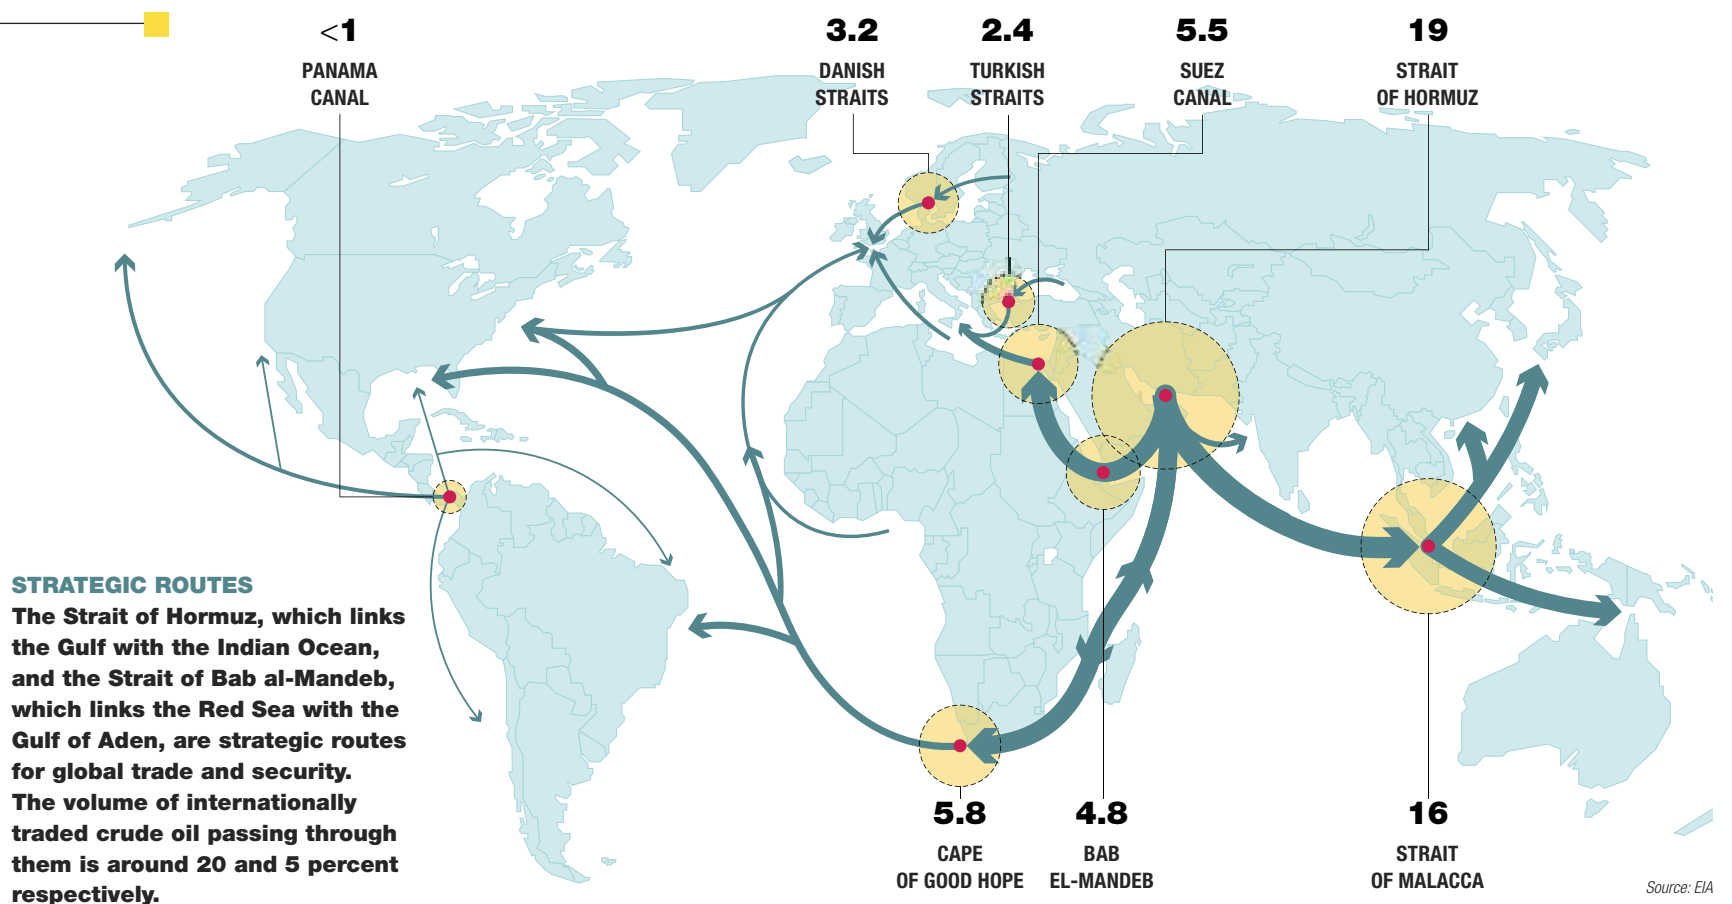 <1
PANAMA
CANAL
3.2
DANISH
STRAITS
2.4
TURKISH
STRAITS
5.5
SUEZ
CANAL
19
STRAIT
OF HORMUZ
STRATEGIC ROUTES
The Strait of Hormuz, which links
the Gulf with the Indian Ocean,
and the Strait of Bab al-Mandeb,
which links the Red Sea with the
Gulf of Aden, are strategic routes
for global trade and security.
The volume of internationally
traded crude oil passing through
them is around 20 and 5 percent
respectively.
5.8
CAPE
OF GOOD HOPE
4.8
BAB
EL-MANDEB
16
STRAIT
OF MALACCA
Source: EIA